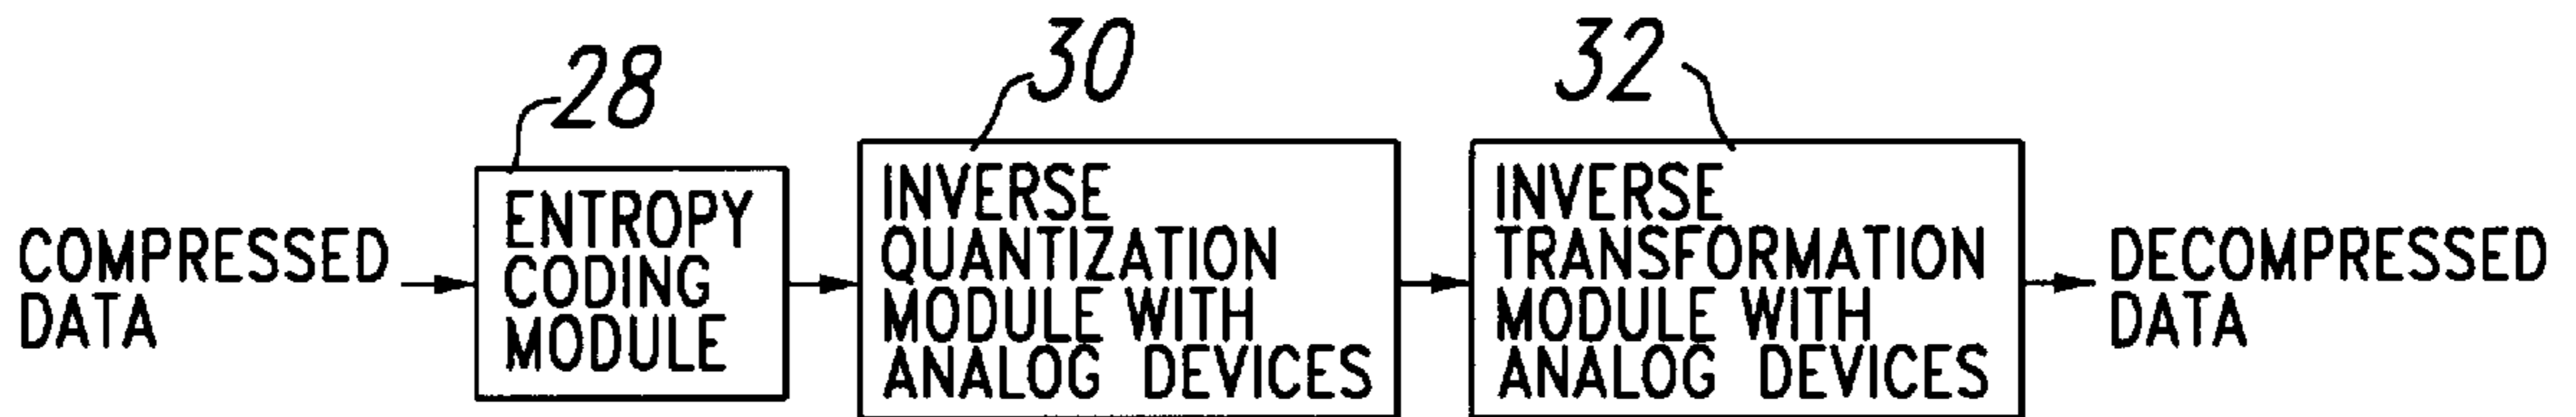 28
30
32
COMPRESSED
DATA
ENTROPY
CODING
MODULE
INVERSE
QUANTIZATION
MODULE WITH
ANALOG DEVICES
INVERSE
TRANSFORMATION
MODULE WITH
ANALOG DEVICES
DECOMPRESSED
DATA